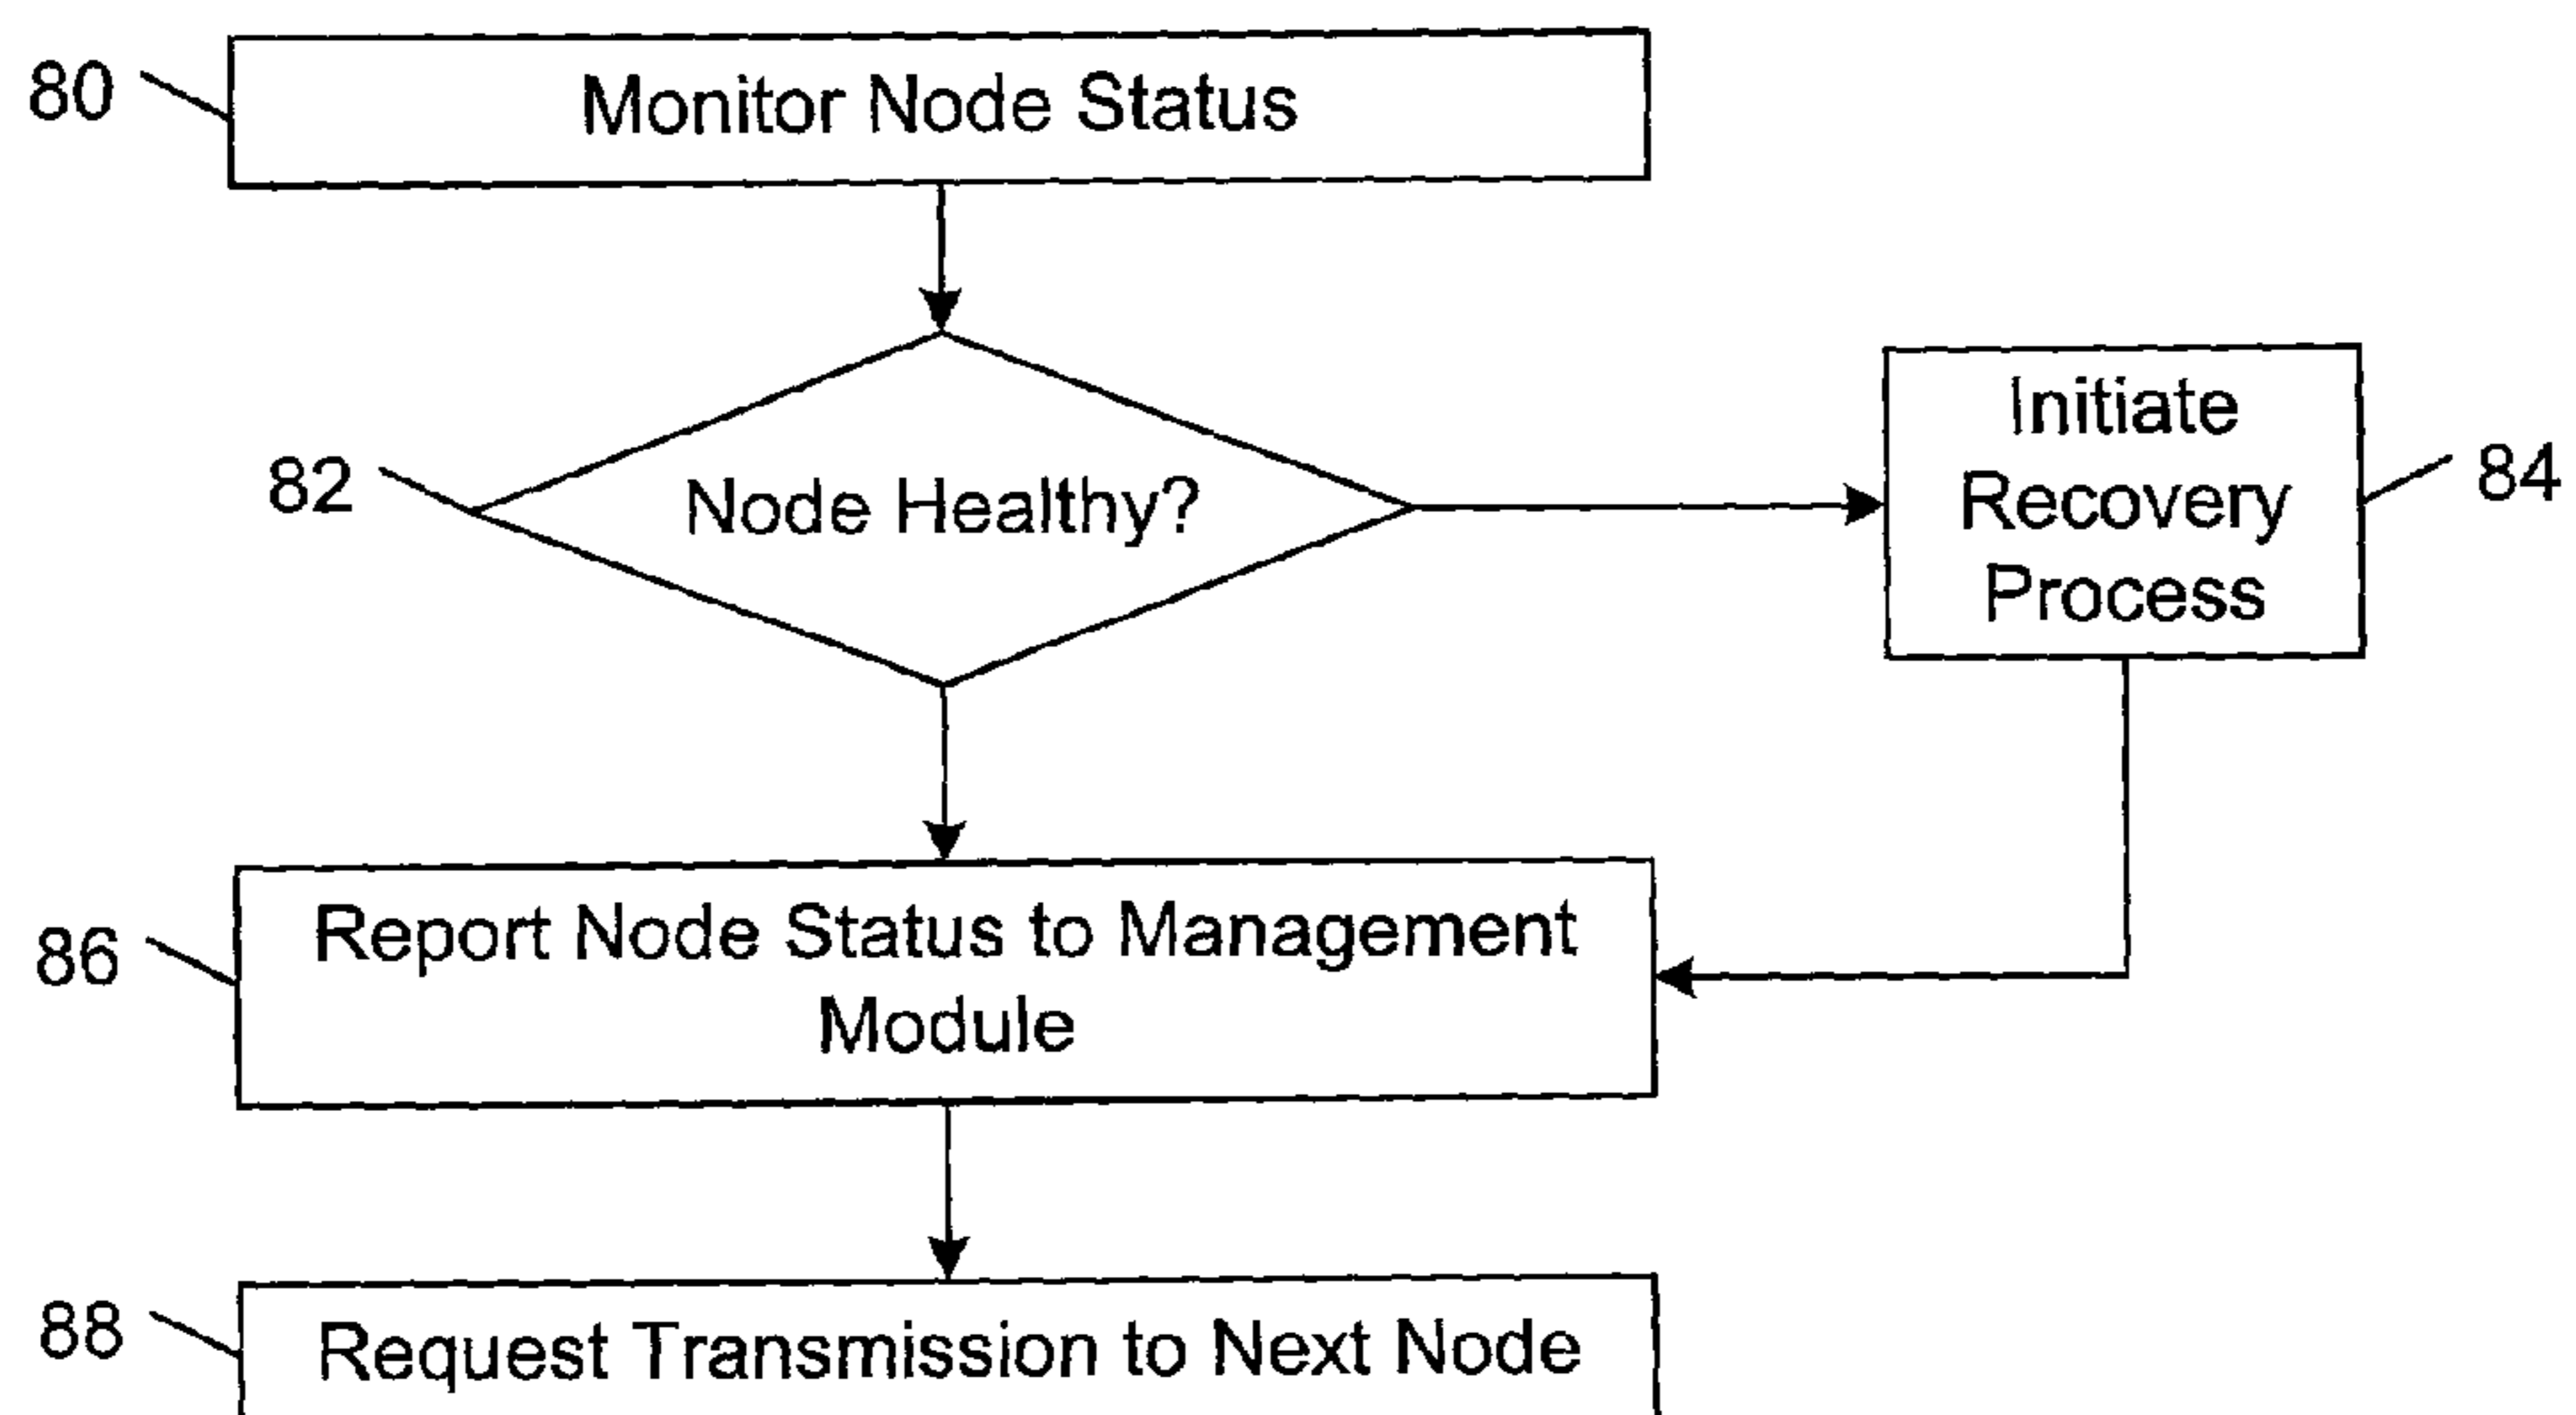 80
Monitor Node Status
82
Node Healthy?
Initiate
Recovery
Process
84
86
Report Node Status to Management
Module
88
Request Transmission to Next Node